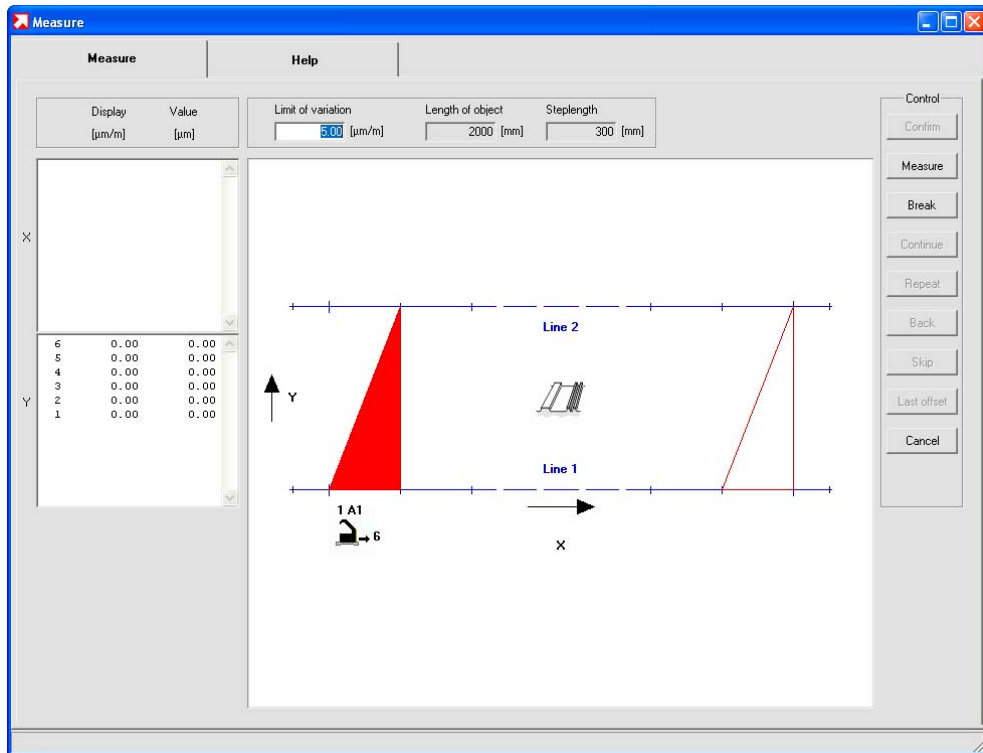 Measure
Measure
Help
Display
[µm/m]
Value
[µm]
Limit of variation
5.00 [µm/m]
Length of object
2000 [mm]
Steplength
300 [mm]
Control
Confirm
Measure
Break
Continue
Repeat
Back
Skip
Last offset
Cancel
X
Y
6 0.00 0.00
5 0.00 0.00
4 0.00 0.00
3 0.00 0.00
2 0.00 0.00
1 0.00 0.00
Line 2
Y
Line 1
1 A1
6
X